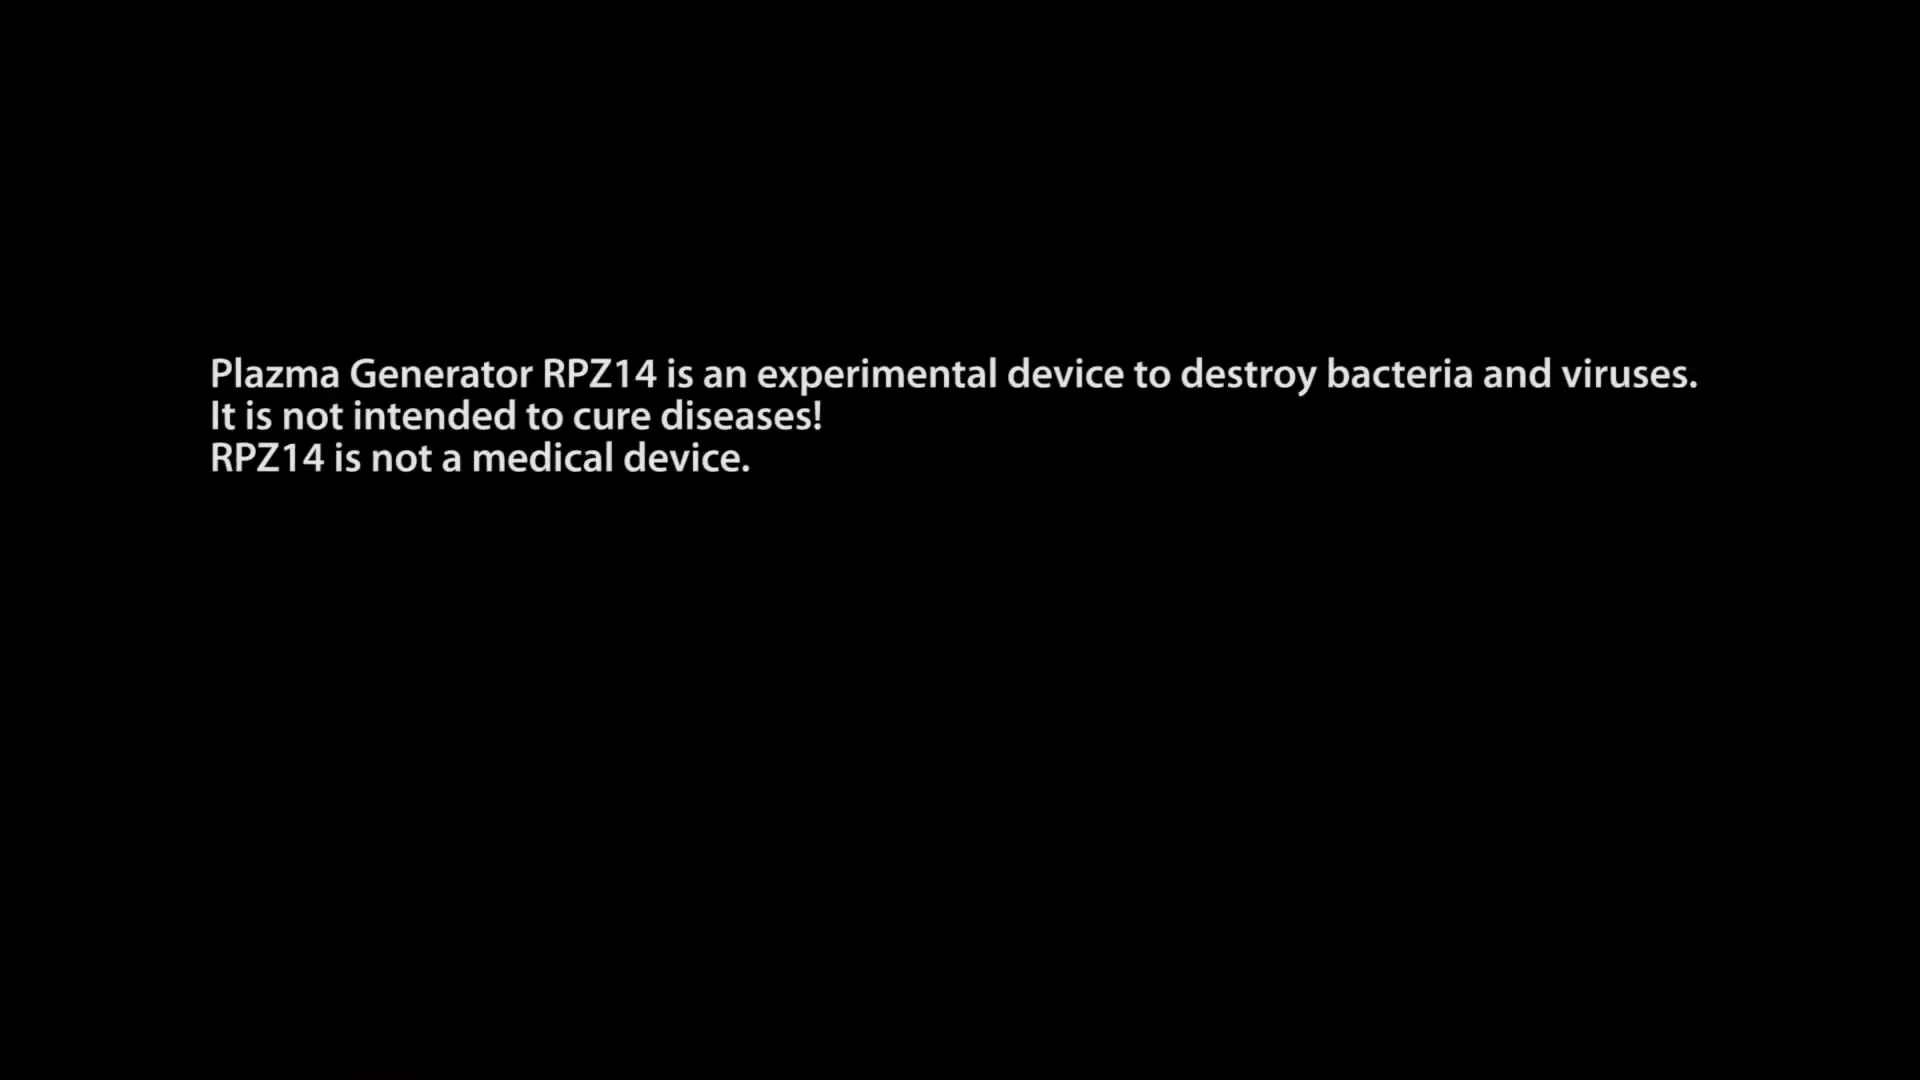 Plazma Generator RPZ14 is an experimental device to destroy bacteria and viruses.
It is not intended to cure diseases!
RPZ14 is not a medical device.